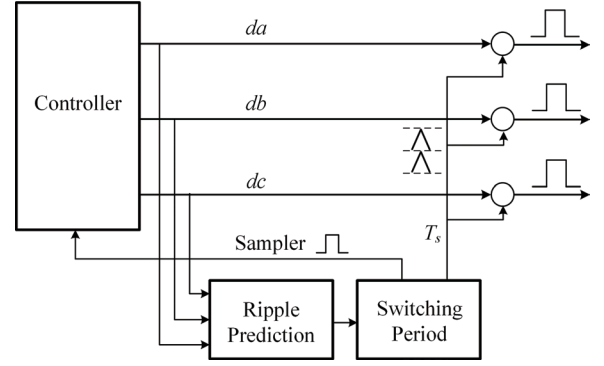 da
Controller
db
dc
Ts
Sampler
Ripple
Prediction
Switching
Period